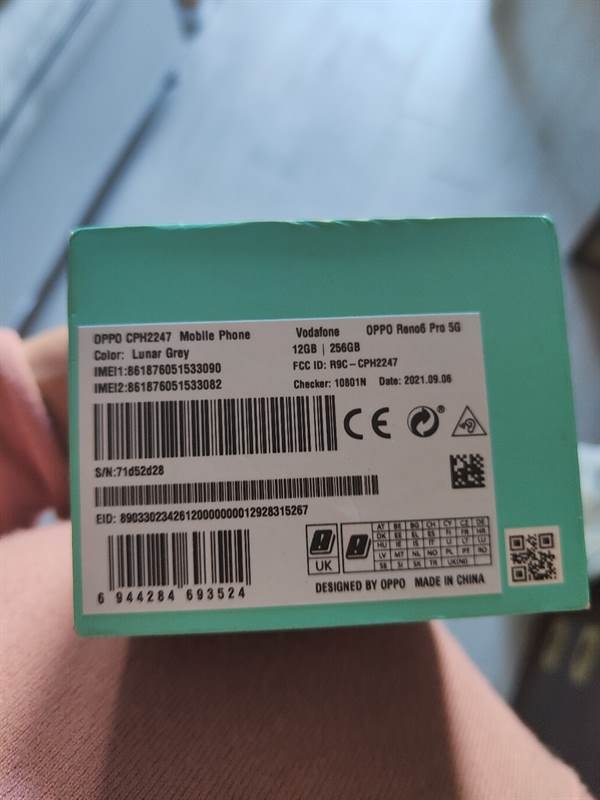 OPPO CPH2247 Mobile Phone Vodafone OPPO Reno6 Pro 5G
Color: Lunar Grey 12GB | 256GB
IMEI1:861876051533090 FCC ID: R9C-CPH2247
IMEI2:861876051533082 Checker: 10801N Date: 2021.09.06
CE
S/N:71d52d28
EID: 89033023426120000000012928315267
UK
AT BE BG CH CY CZ DE
DK EE EL ES FI FR HR
HU IE IS IT LI LT LU
LV MT NL NO PL PT RO
SE SI SK TR UK(NI)
6 944284 693524
DESIGNED BY OPPO MADE IN CHINA